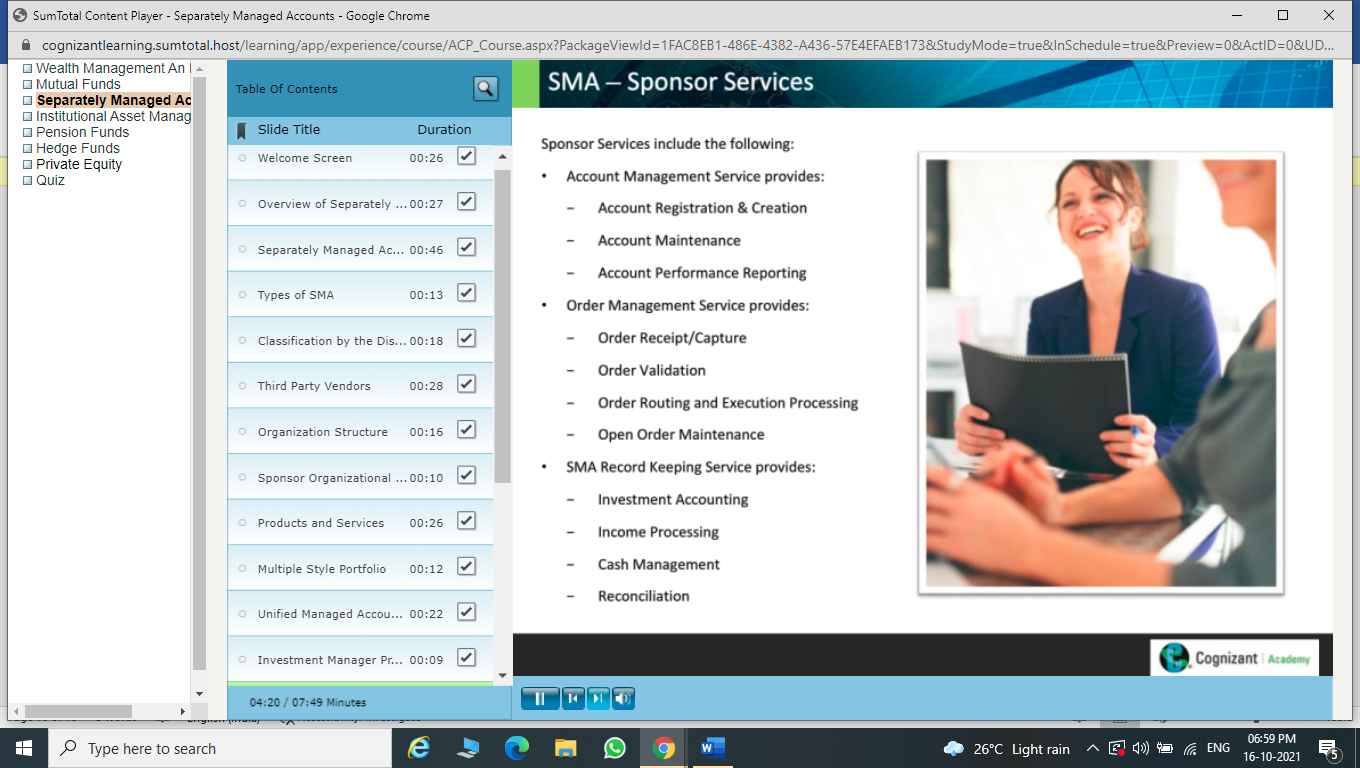 SumTotal Content Player - Separately Managed Accounts - Google Chrome
cognizantlearning.sumtotal.host/learning/app/experience/course/ACP_Course.aspx?PackageViewId=1FAC8EB1-486E-4382-A436-57E4EFAEB173&StudyMode=true&InSchedule=true&Preview=0&ActID=0&UD...
Wealth Management An I
Mutual Funds
Separately Managed Ac
Institutional Asset Manag
Pension Funds
Hedge Funds
Private Equity
Quiz
Table Of Contents
Slide Title Duration
Welcome Screen 00:26
Overview of Separately ... 00:27
Separately Managed Ac... 00:46
Types of SMA 00:13
Classification by the Dis... 00:18
Third Party Vendors 00:28
Organization Structure 00:16
Sponsor Organizational ... 00:10
Products and Services 00:26
Multiple Style Portfolio 00:12
Unified Managed Accou... 00:22
Investment Manager Pr... 00:09
04:20 / 07:49 Minutes
SMA – Sponsor Services
Sponsor Services include the following:
• Account Management Service provides:
– Account Registration & Creation
– Account Maintenance
– Account Performance Reporting
• Order Management Service provides:
– Order Receipt/Capture
– Order Validation
– Order Routing and Execution Processing
– Open Order Maintenance
• SMA Record Keeping Service provides:
– Investment Accounting
– Income Processing
– Cash Management
– Reconciliation
Cognizant | Academy
Type here to search
26°C Light rain
ENG
06:59 PM
16-10-2021
5